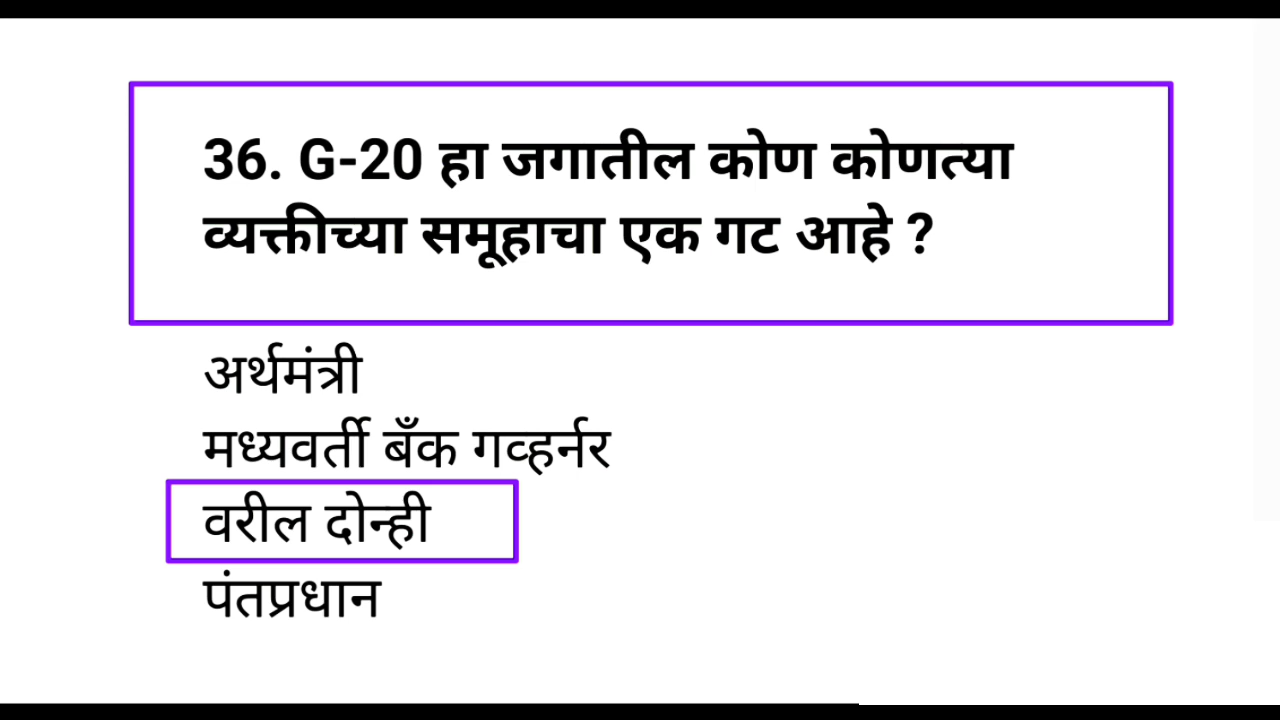 36. G-20 हा जगातील कोण कोणत्या
व्यक्तीच्या समूहाचा एक गट आहे ?
अर्थमंत्री
मध्यवर्ती बँक गव्हर्नर
वरील दोन्ही
पंतप्रधान